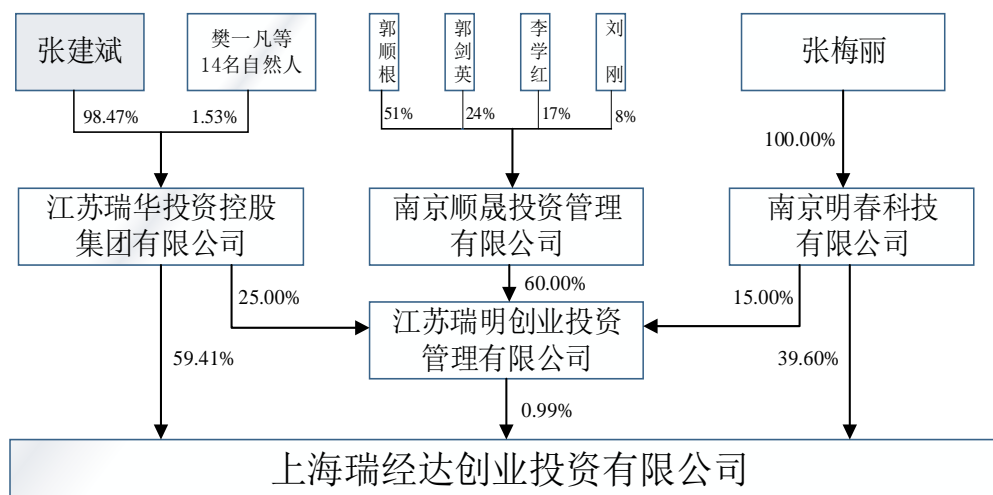 张建斌
樊一凡等
14名自然人
郭顺根
郭剑英
李学红
刘刚
张梅丽
98.47%
1.53%
51%
24%
17%
8%
100.00%
江苏瑞华投资控股
集团有限公司
南京顺晟投资管理
有限公司
南京明春科技
有限公司
25.00%
60.00%
15.00%
江苏瑞明创业投资
管理有限公司
59.41%
39.60%
0.99%
上海瑞经达创业投资有限公司